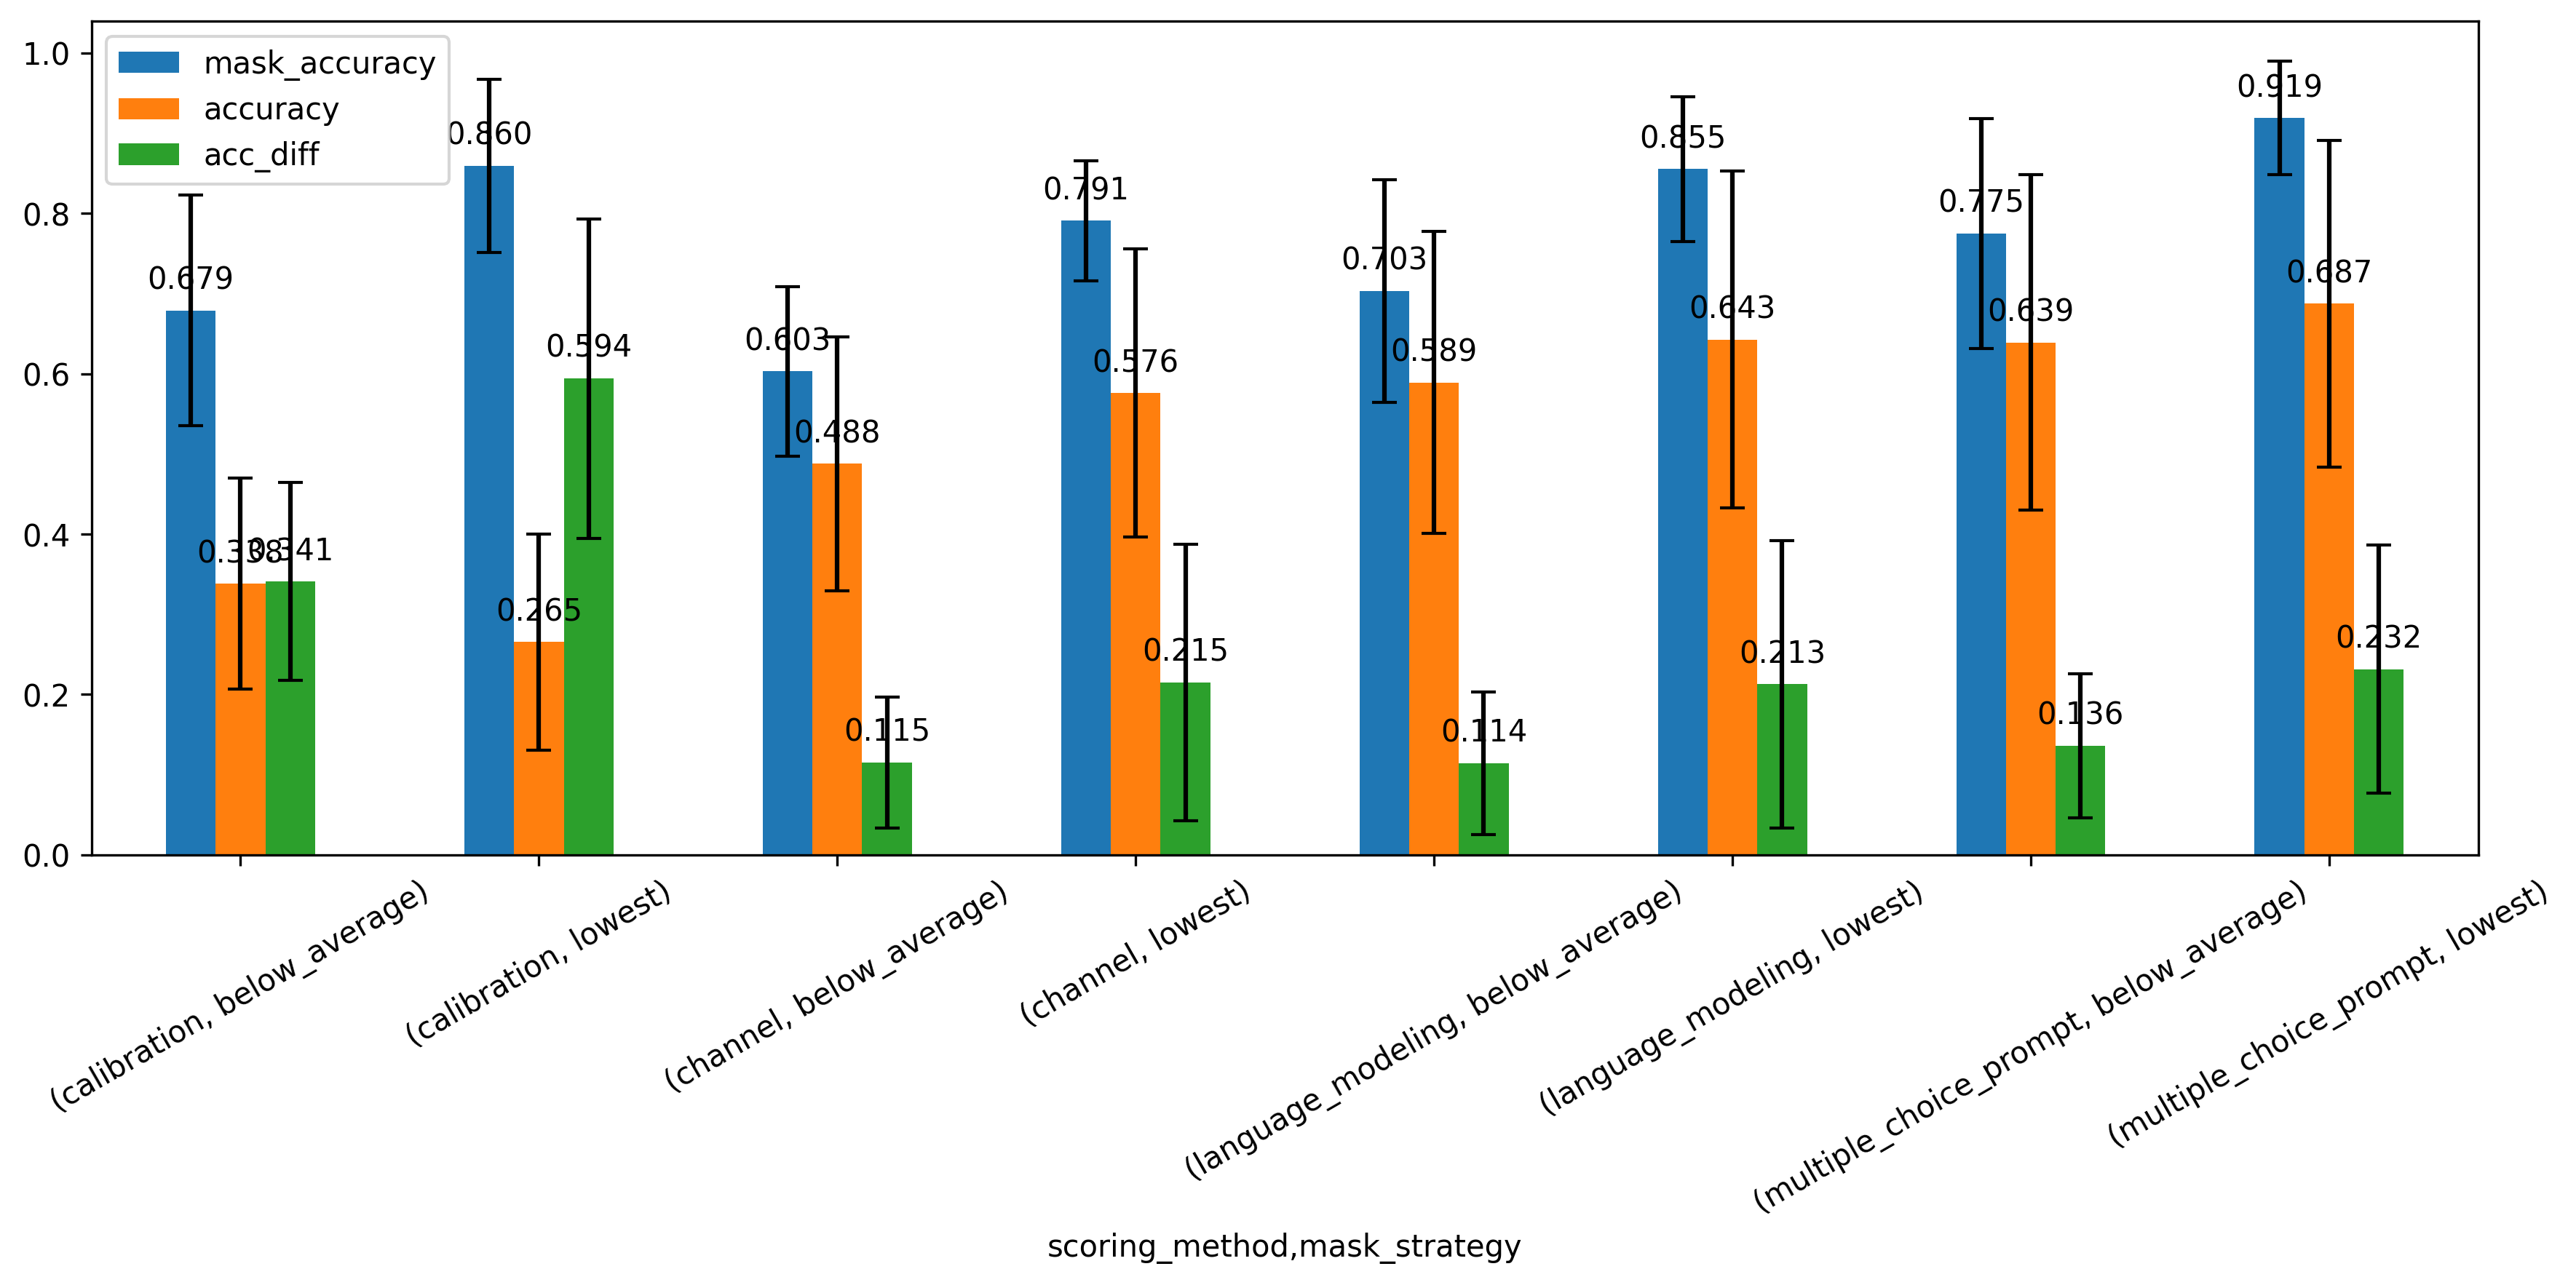 1.0
0.8
0.6
0.4
0.2
0.0
mask_accuracy
accuracy
acc_diff
0.679
0.338
0.341
0.860
0.265
0.594
0.603
0.488
0.115
0.791
0.576
0.215
0.703
0.589
0.114
0.855
0.643
0.213
0.775
0.639
0.136
0.919
0.687
0.232
(calibration, below_average)
(calibration, lowest)
(channel, below_average)
(channel, lowest)
(language_modeling, below_average)
(language_modeling, lowest)
(multiple_choice_prompt, below_average)
(multiple_choice_prompt, lowest)
scoring_method,mask_strategy